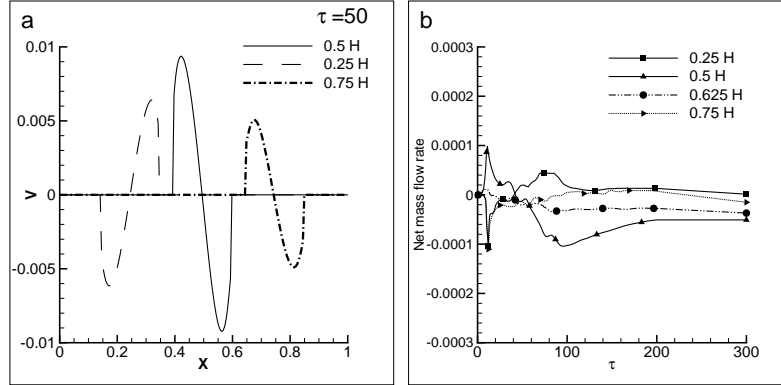 a
τ=50
0.5 H
0.25 H
0.75 H
0.01
0.005
0
-0.005
-0.01
V
0
0.2
0.4
0.6
0.8
1
X
b
0.25 H
0.5 H
0.625 H
0.75 H
0.0003
0.0002
0.0001
0
-0.0001
-0.0002
-0.0003
Net mass flow rate
0
100
200
300
τ